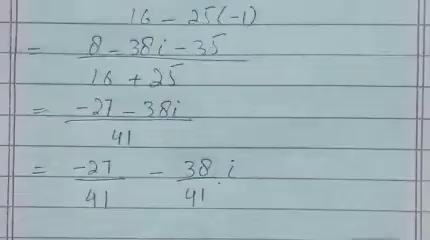 16 - 25(-1)
= 8 - 38i - 35
16 + 25
= -27 - 38i
41
= -27/41 - 38/41 i